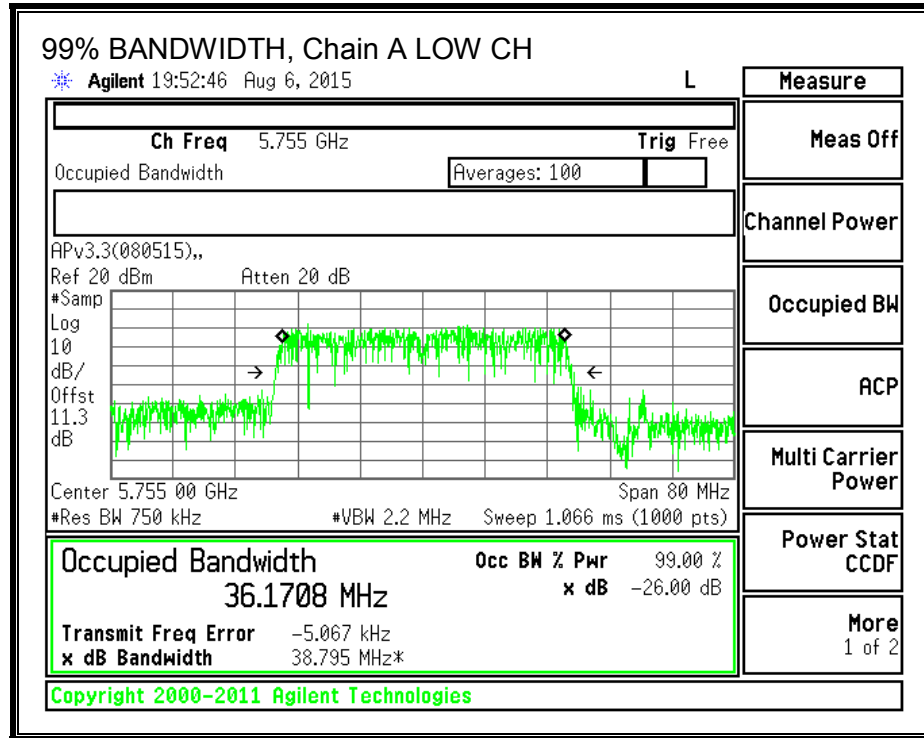 99% BANDWIDTH, Chain A LOW CH
Agilent 19:52:46 Aug 6, 2015 L
Measure
Ch Freq 5.755 GHz Trig Free
Meas Off
Occupied Bandwidth Averages: 100
Channel Power
APv3.3(080515),,
Ref 20 dBm Atten 20 dB
#Samp
Log
10
dB/
Offst
11.3
dB
Occupied BW
ACP
Center 5.755 00 GHz Span 80 MHz
#Res BW 750 kHz #VBW 2.2 MHz Sweep 1.066 ms (1000 pts)
Multi Carrier
Power
Occupied Bandwidth Occ BW % Pwr 99.00 %
36.1708 MHz x dB -26.00 dB
Transmit Freq Error -5.067 kHz
x dB Bandwidth 38.795 MHz*
Power Stat
CCDF
More
1 of 2
Copyright 2000-2011 Agilent Technologies